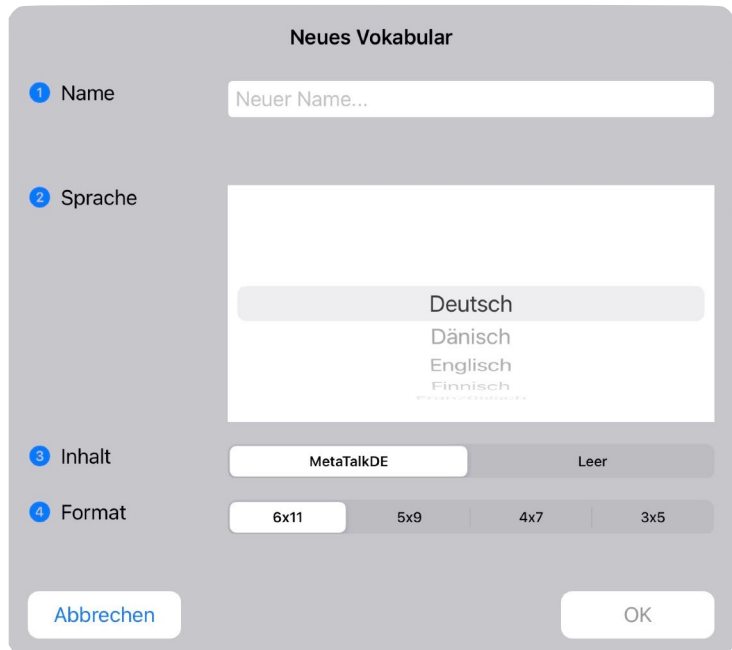 Neues Vokabular
1 Name
Neuer Name...
2 Sprache
Deutsch
Dänisch
Englisch
Finnisch
3 Inhalt
MetaTalkDE Leer
4 Format
6x11 5x9 4x7 3x5
Abbrechen OK